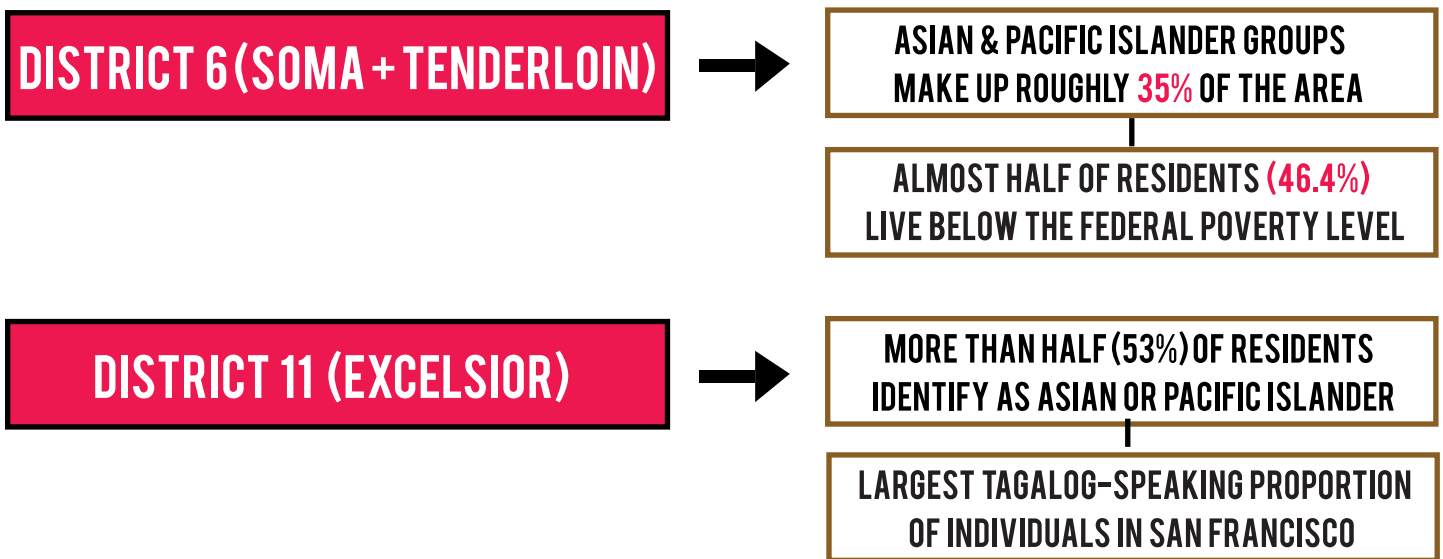 DISTRICT 6 (SOMA + TENDERLOIN)
ASIAN & PACIFIC ISLANDER GROUPS
MAKE UP ROUGHLY 35% OF THE AREA
ALMOST HALF OF RESIDENTS (46.4%)
LIVE BELOW THE FEDERAL POVERTY LEVEL
DISTRICT 11 (EXCELSIOR)
MORE THAN HALF (53%) OF RESIDENTS
IDENTIFY AS ASIAN OR PACIFIC ISLANDER
LARGEST TAGALOG-SPEAKING PROPORTION
OF INDIVIDUALS IN SAN FRANCISCO